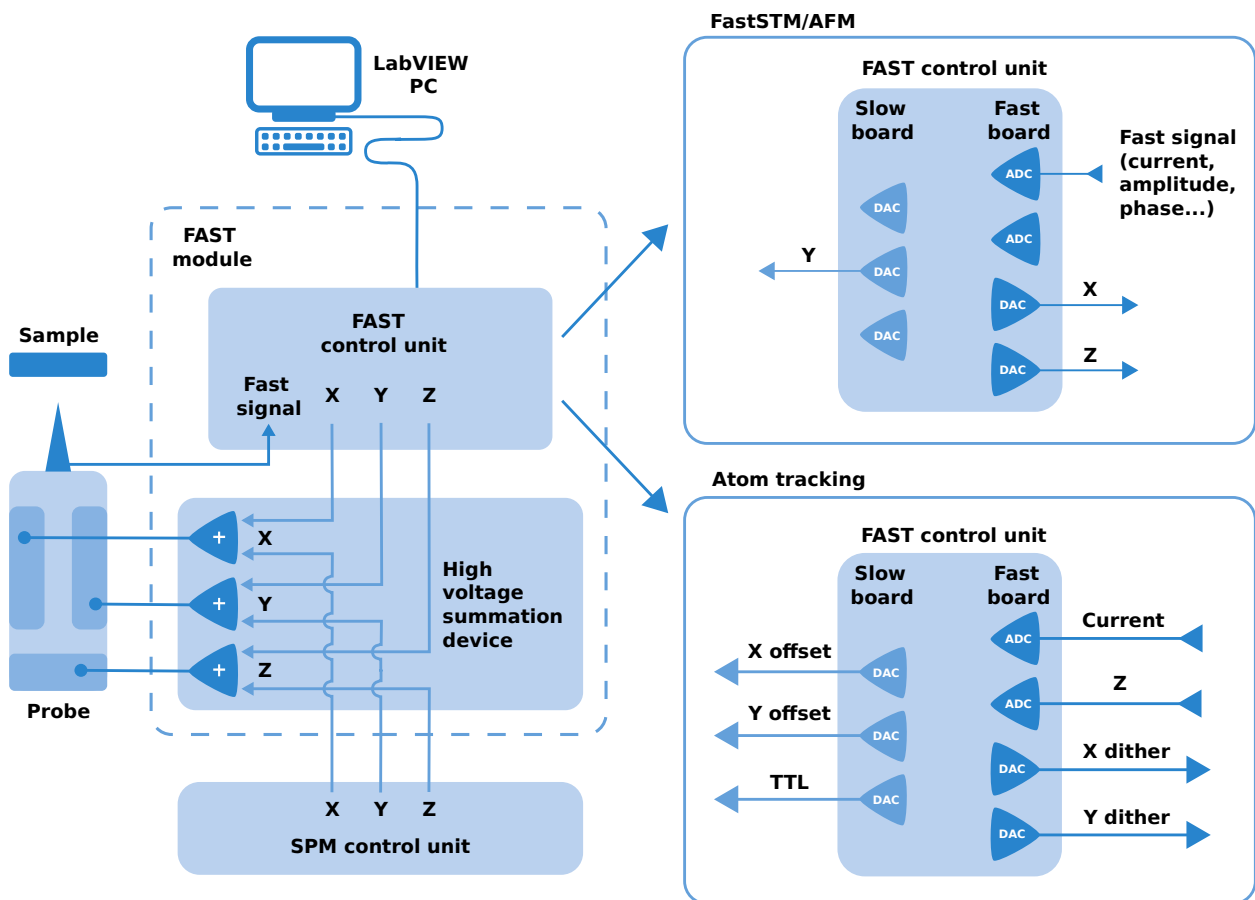 LabVIEW
PC
FAST
module
FAST
control unit
Fast
signal
X
Y
Z
Sample
Probe
+
X
+
Y
+
Z
High
voltage
summation
device
X
Y
Z
SPM control unit
FastSTM/AFM
FAST control unit
Slow
board
Fast
board
ADC
Fast signal
(current,
amplitude,
phase...)
DAC
ADC
Y
DAC
DAC
X
DAC
DAC
Z
Atom tracking
FAST control unit
Slow
board
Fast
board
ADC
Current
X offset
DAC
ADC
Z
Y offset
DAC
DAC
X dither
TTL
DAC
DAC
Y dither